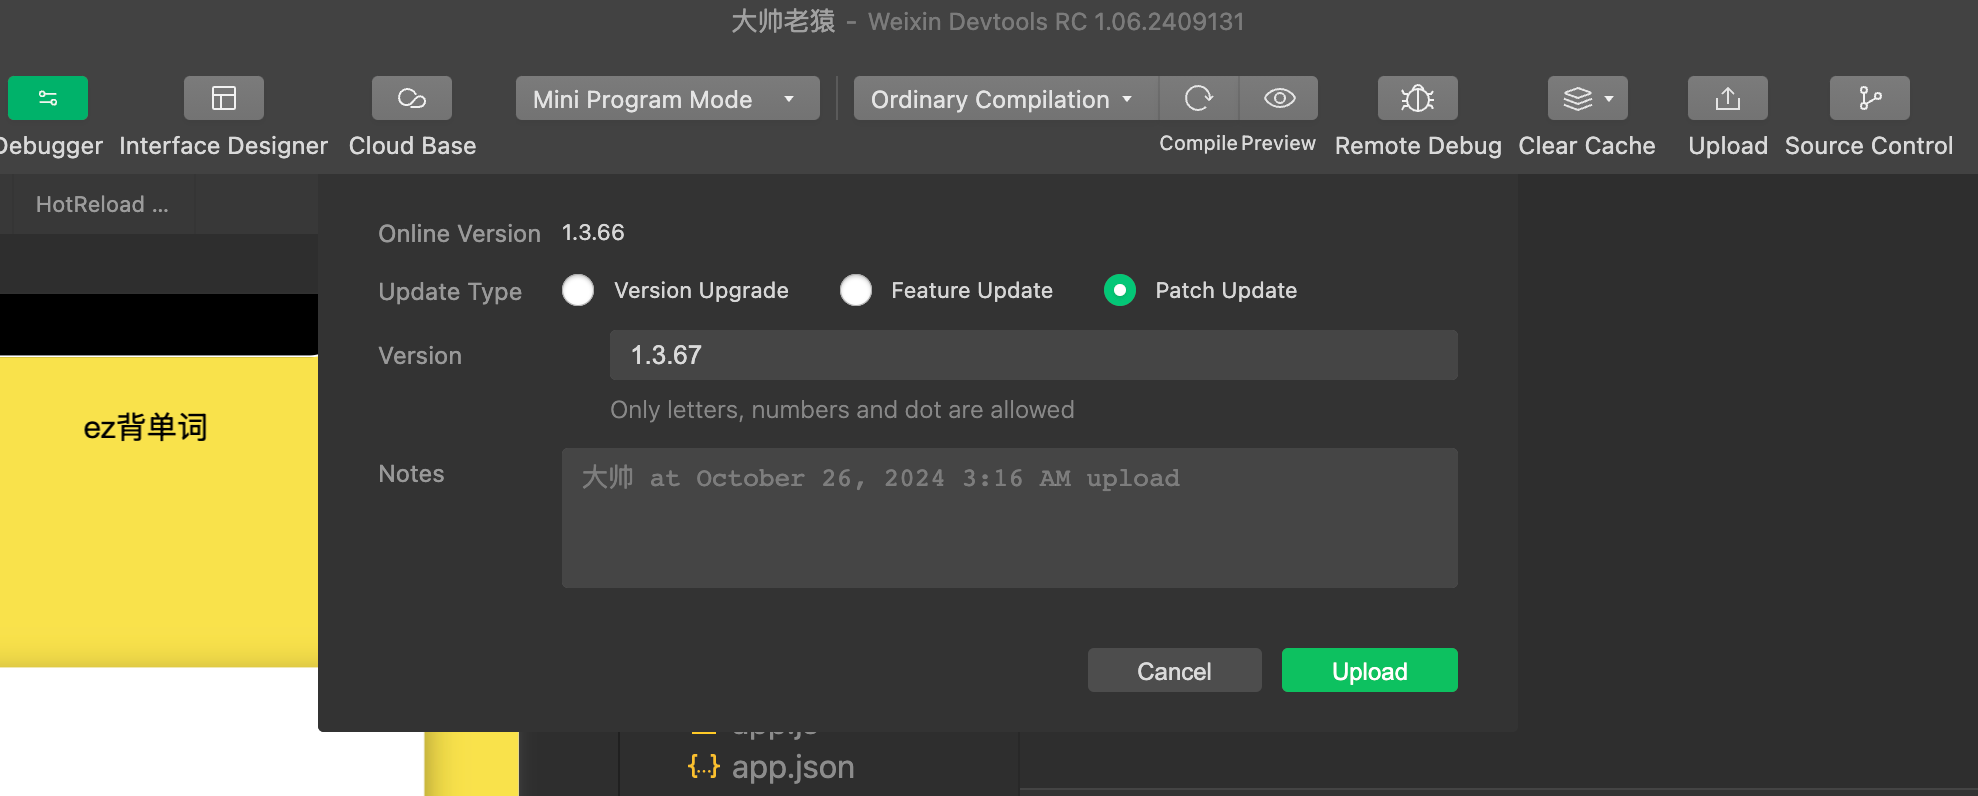 大帅老猿 - Weixin Devtools RC 1.06.2409131
Mini Program Mode
Ordinary Compilation
Debugger
Interface Designer
Cloud Base
Compile
Preview
Remote Debug
Clear Cache
Upload
Source Control
HotReload ...
Online Version 1.3.66
Update Type Version Upgrade Feature Update Patch Update
Version 1.3.67
Only letters, numbers and dot are allowed
ez背单词
Notes 大帅 at October 26, 2024 3:16 AM upload
Cancel Upload
app.js
{...} app.json